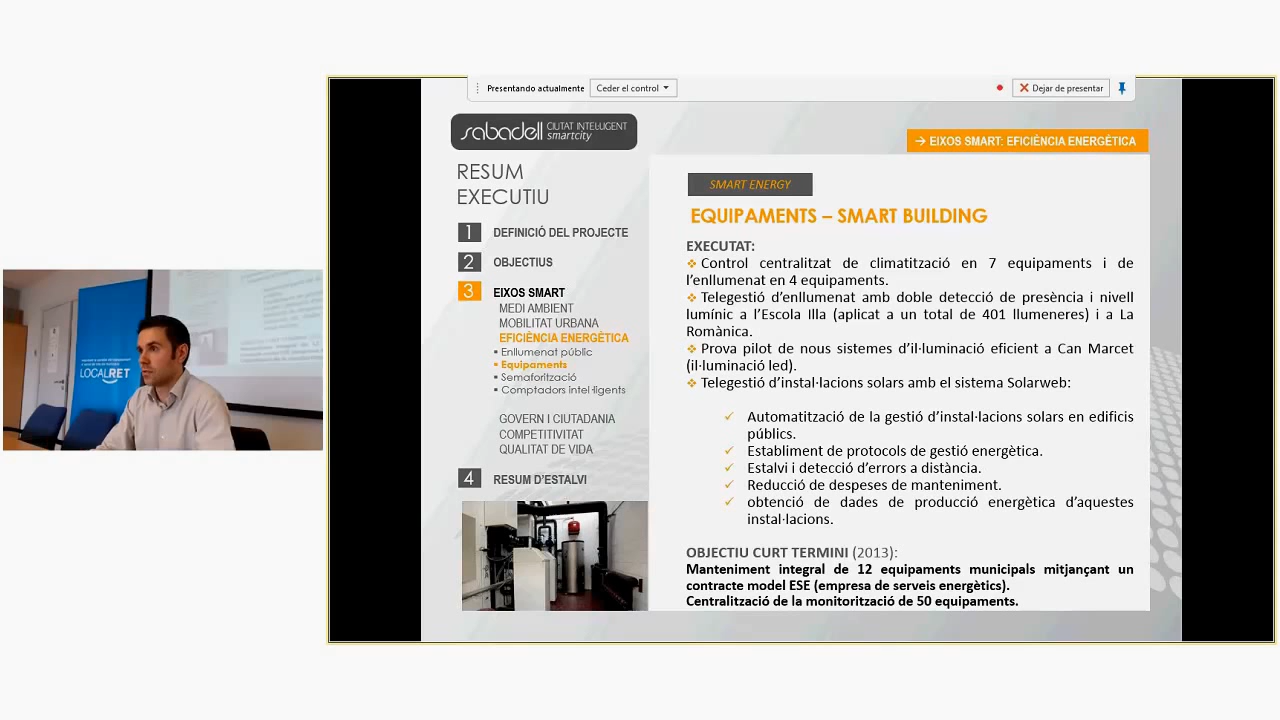 Presentando actualmente
Ceder el control
Dejar de presentar
sabadell CIUTAT INTEL·LIGENT
smartcity
→ EIXOS SMART: EFICIÈNCIA ENERGÈTICA
RESUM
EXECUTIU
1 DEFINICIÓ DEL PROJECTE
2 OBJECTIUS
3 EIXOS SMART
MEDI AMBIENT
MOBILITAT URBANA
EFICIÈNCIA ENERGÈTICA
▪ Enllumenat públic
▪ Equipaments
▪ Semaforització
▪ Comptadors intel·ligents
GOVERN I CIUTADANIA
COMPETITIVITAT
QUALITAT DE VIDA
4 RESUM D'ESTALVI
SMART ENERGY
EQUIPAMENTS – SMART BUILDING
EXECUTAT:
❖ Control centralitzat de climatització en 7 equipaments i de
l'enllumenat en 4 equipaments.
❖ Telegestió d'enllumenat amb doble detecció de presència i nivell
lumínic a l'Escola Illa (aplicat a un total de 401 llumeneres) i a La
Romànica.
❖ Prova pilot de nous sistemes d'il·luminació eficient a Can Marcet
(il·luminació led).
❖ Telegestió d'instal·lacions solars amb el sistema Solarweb:
✓ Automatització de la gestió d'instal·lacions solars en edificis
públics.
✓ Establiment de protocols de gestió energètica.
✓ Estalvi i detecció d'errors a distància.
✓ Reducció de despeses de manteniment.
✓ obtenció de dades de producció energètica d'aquestes
instal·lacions.
OBJECTIU CURT TERMINI (2013):
Manteniment integral de 12 equipaments municipals mitjançant un
contracte model ESE (empresa de serveis energètics).
Centralització de la monitorització de 50 equipaments.
LOCALRET